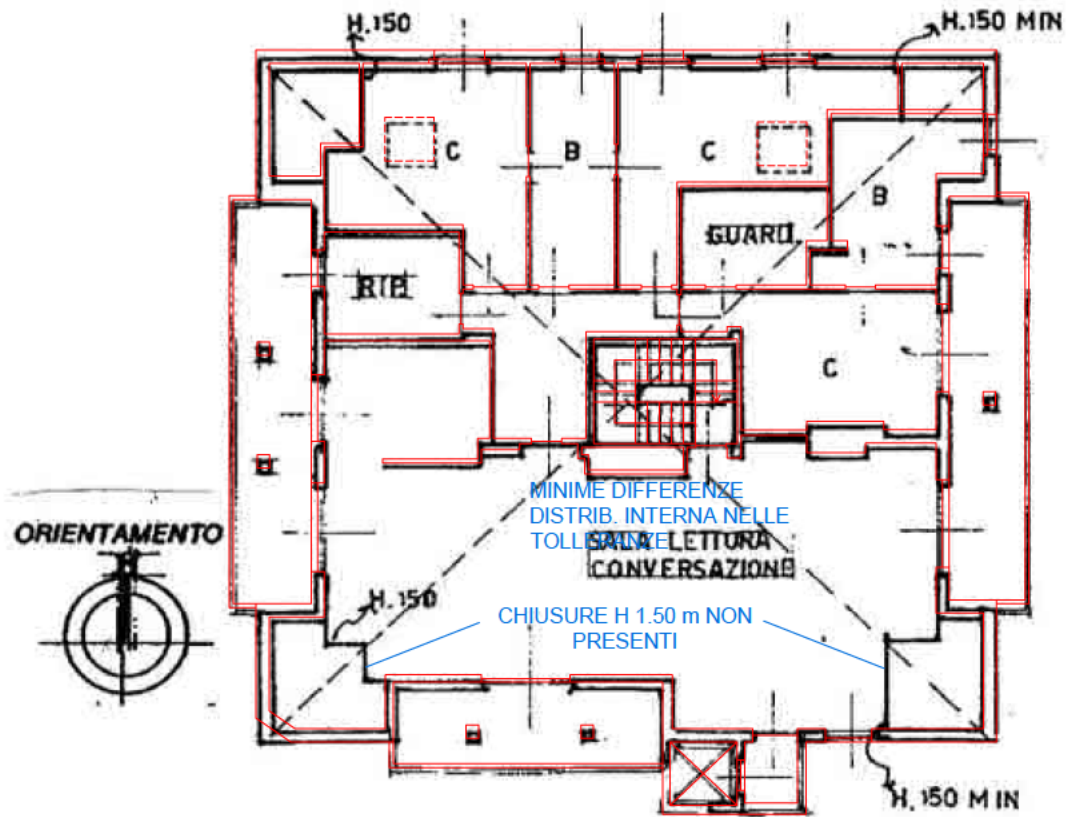 H.150
H.150 MIN
C
B
C
B
GUARD.
RIP.
C
MINIME DIFFERENZE
DISTRIB. INTERNA NELLE
TOLLERANZE
SALA LETTURA
CONVERSAZIONE
ORIENTAMENTO
N
H.150
CHIUSURE H 1.50 m NON
PRESENTI
H.150 MIN